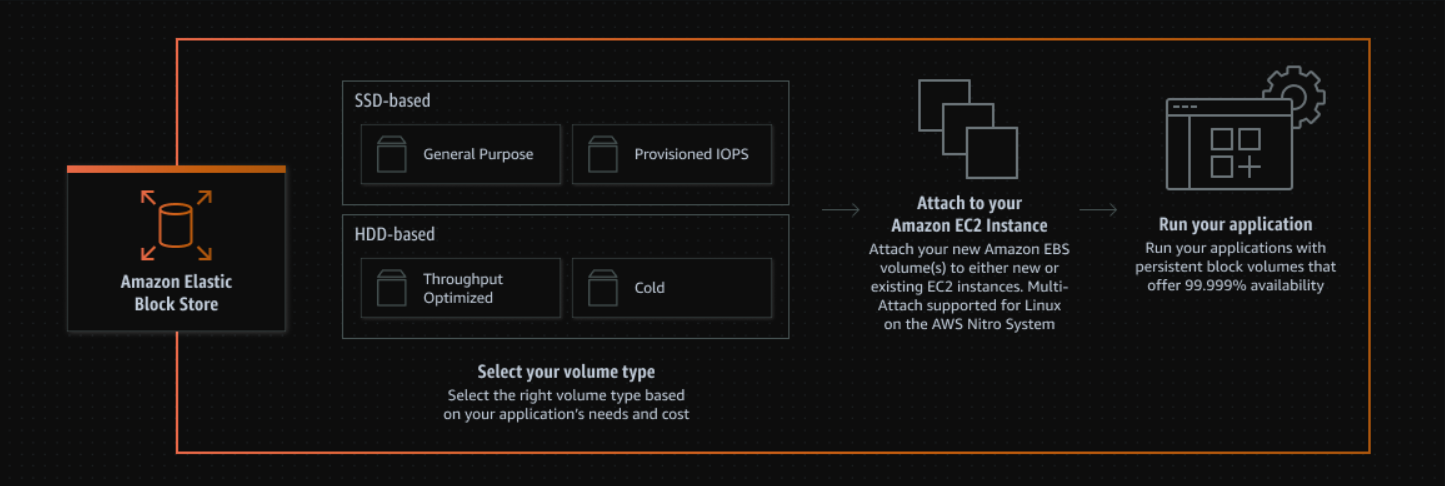 Amazon Elastic
Block Store
SSD-based
General Purpose
Provisioned IOPS
HDD-based
Throughput
Optimized
Cold
Select your volume type
Select the right volume type based
on your application's needs and cost
Attach to your
Amazon EC2 Instance
Attach your new Amazon EBS
volume(s) to either new or
existing EC2 instances. Multi-
Attach supported for Linux
on the AWS Nitro System
Run your application
Run your applications with
persistent block volumes that
offer 99.999% availability